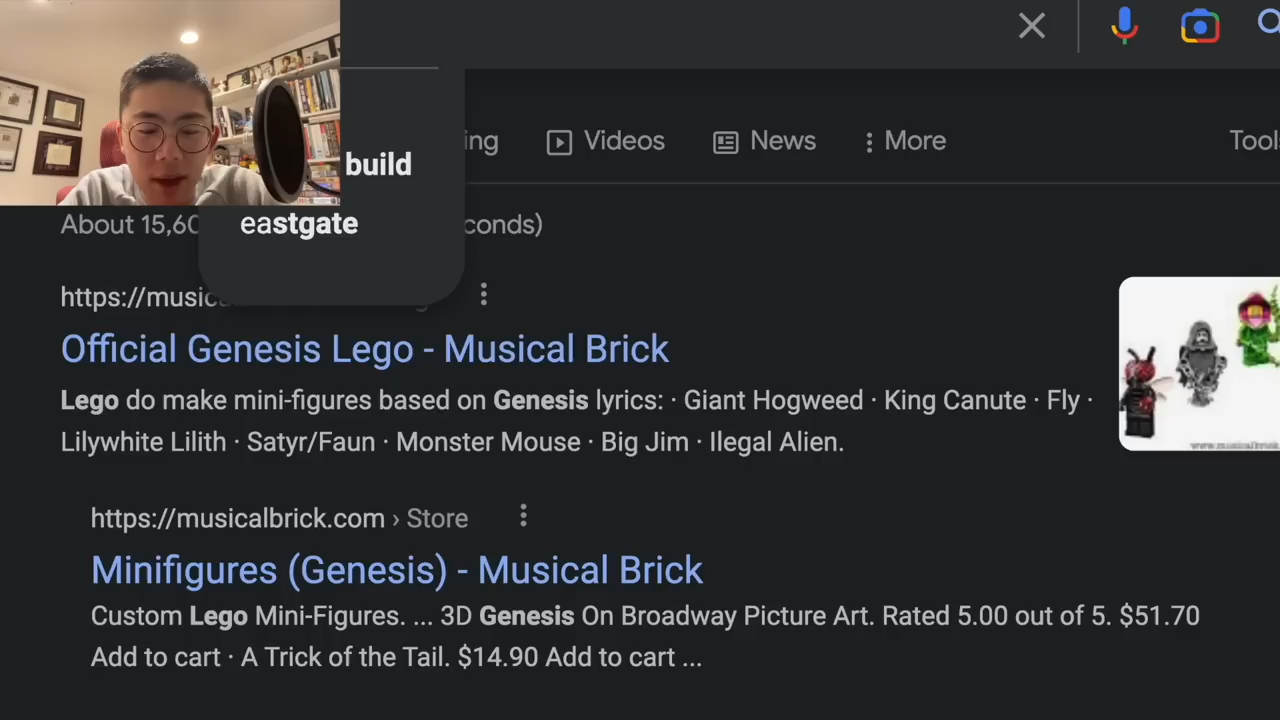 ing Videos News More Tools
build
eastgate
About 15,60 conds)
https://music
Official Genesis Lego - Musical Brick
Lego do make mini-figures based on Genesis lyrics: · Giant Hogweed · King Canute · Fly ·
Lilywhite Lilith · Satyr/Faun · Monster Mouse · Big Jim · Ilegal Alien.
https://musicalbrick.com › Store
Minifigures (Genesis) - Musical Brick
Custom Lego Mini-Figures. ... 3D Genesis On Broadway Picture Art. Rated 5.00 out of 5. $51.70
Add to cart · A Trick of the Tail. $14.90 Add to cart ...